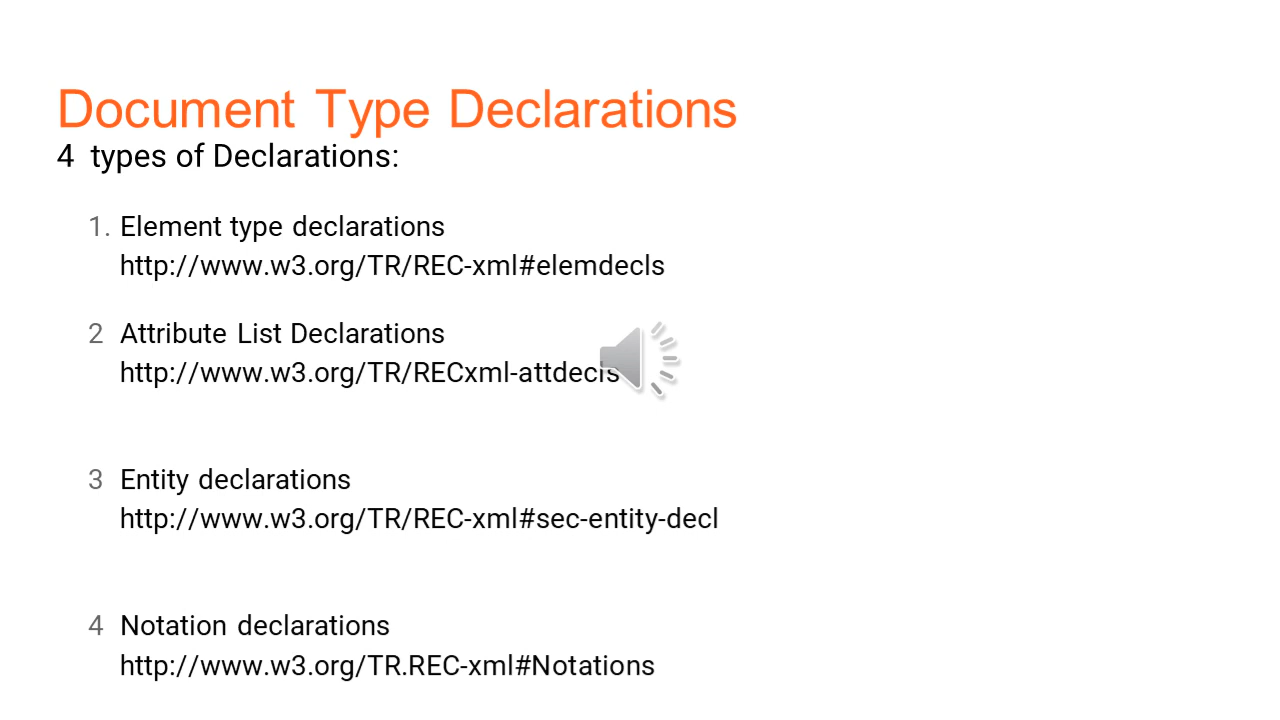 Document Type Declarations
4 types of Declarations:
1. Element type declarations
http://www.w3.org/TR/REC-xml#elemdecls
2 Attribute List Declarations
http://www.w3.org/TR/RECxml-attdecls
3 Entity declarations
http://www.w3.org/TR/REC-xml#sec-entity-decl
4 Notation declarations
http://www.w3.org/TR.REC-xml#Notations